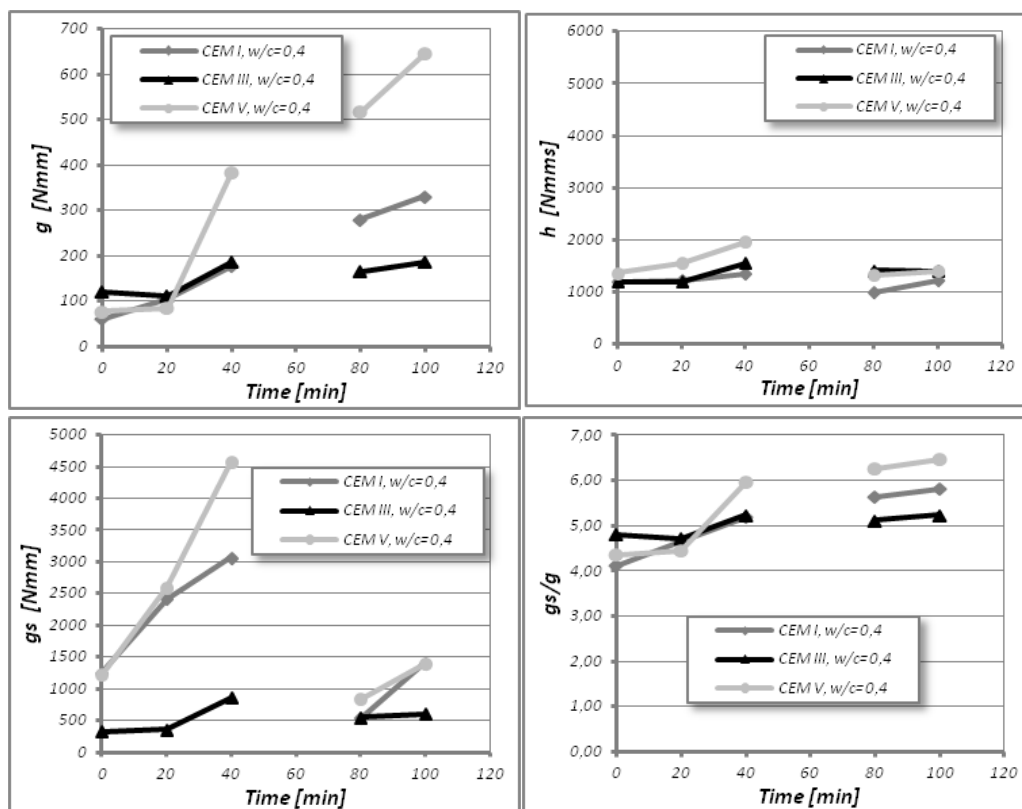 700
600
500
400
300
200
100
0
g [Nmm]
CEM I, w/c=0,4
CEM III, w/c=0,4
CEM V, w/c=0,4
0 20 40 60 80 100 120
Time [min]
6000
5000
4000
3000
2000
1000
0
h [Nmms]
CEM I, w/c=0,4
CEM III, w/c=0,4
CEM V, w/c=0,4
0 20 40 60 80 100 120
Time [min]
5000
4500
4000
3500
3000
2500
2000
1500
1000
500
0
gs [Nmm]
CEM I, w/c=0,4
CEM III, w/c=0,4
CEM V, w/c=0,4
0 20 40 60 80 100 120
Time [min]
7,00
6,00
5,00
4,00
3,00
2,00
1,00
0,00
gs/g
CEM I, w/c=0,4
CEM III, w/c=0,4
CEM V, w/c=0,4
0 20 40 60 80 100 120
Time [min]